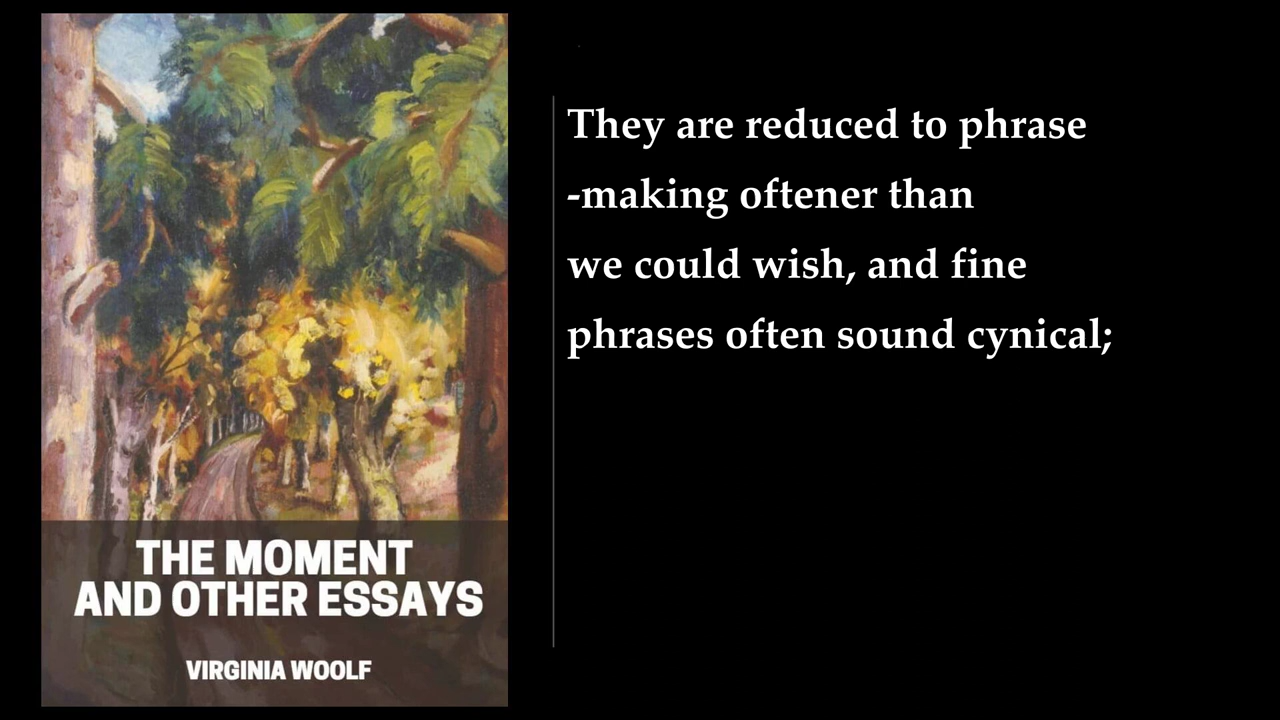 THE MOMENT
AND OTHER ESSAYS
VIRGINIA WOOLF
They are reduced to phrase
-making oftener than
we could wish, and fine
phrases often sound cynical;